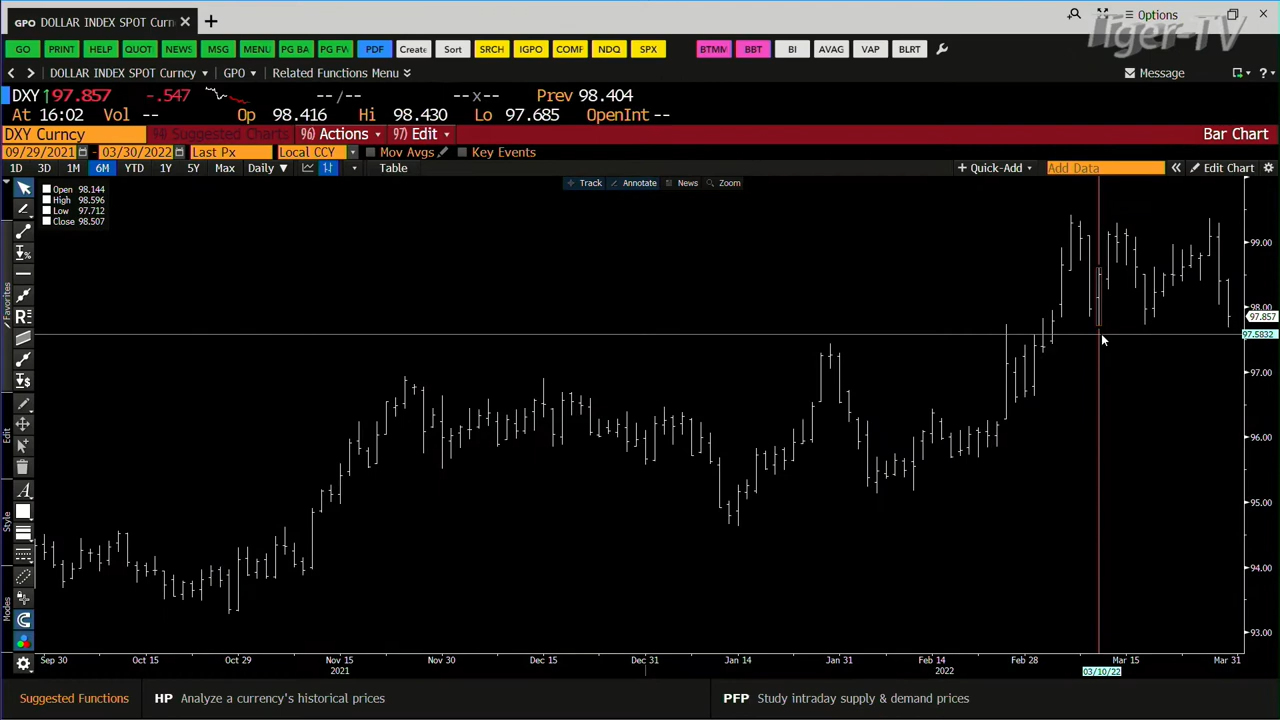 GPO DOLLAR INDEX SPOT Curn × +
Options
Tiger-TV
GO PRINT HELP QUOT NEWS MSG MENU PG BA PG FW PDF Create Sort SRCH IGPO COMF NDQ SPX BTMM BBT BI AVAG VAP BLRT
DOLLAR INDEX SPOT Curncy GPO Related Functions Menu Message ?
DXY ↑97.857 -.547 --/-- --x-- Prev 98.404
At 16:02 Vol -- Op 98.416 Hi 98.430 Lo 97.685 OpenInt --
DXY Curncy 94) Suggested Charts 96) Actions 97) Edit Bar Chart
09/29/2021 - 03/30/2022 Last Px Local CCY Mov Avgs Key Events
1D 3D 1M 6M YTD 1Y 5Y Max Daily Table + Quick-Add Add Data « Edit Chart
Track Annotate News Zoom
Open 98.144
High 98.596
Low 97.712
Close 98.507
99.00
98.00
97.857
97.5832
97.00
96.00
95.00
94.00
93.00
Favorites
Edit
Style
Modes
Sep 30 Oct 15 Oct 29 Nov 15 Nov 30 Dec 15 Dec 31 Jan 14 Jan 31 Feb 14 Feb 28 Mar 15 Mar 31
2021 2022 03/10/22
Suggested Functions HP Analyze a currency's historical prices PFP Study intraday supply & demand prices